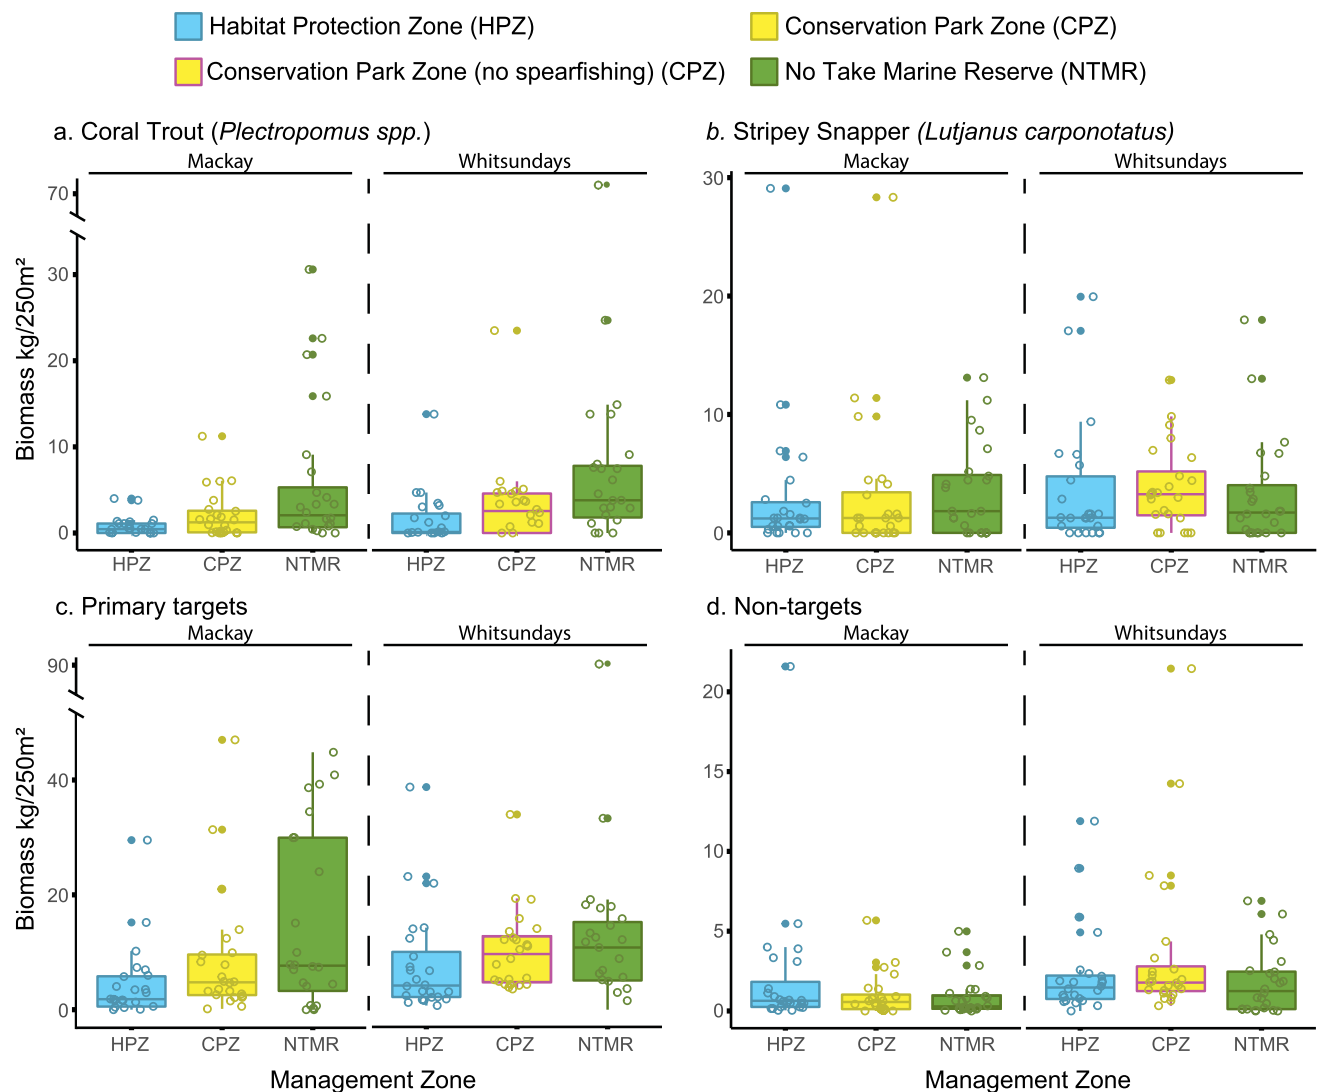 Habitat Protection Zone (HPZ)
Conservation Park Zone (CPZ)
Conservation Park Zone (no spearfishing) (CPZ)
No Take Marine Reserve (NTMR)
a. Coral Trout (Plectropomus spp.)
Mackay
Whitsundays
70
30
20
10
0
Biomass kg/250m²
HPZ
CPZ
NTMR
HPZ
CPZ
NTMR
b. Stripey Snapper (Lutjanus carponotatus)
Mackay
Whitsundays
30
20
10
0
HPZ
CPZ
NTMR
HPZ
CPZ
NTMR
c. Primary targets
Mackay
Whitsundays
90
40
20
0
Biomass kg/250m²
HPZ
CPZ
NTMR
HPZ
CPZ
NTMR
Management Zone
d. Non-targets
Mackay
Whitsundays
20
15
10
5
0
HPZ
CPZ
NTMR
HPZ
CPZ
NTMR
Management Zone